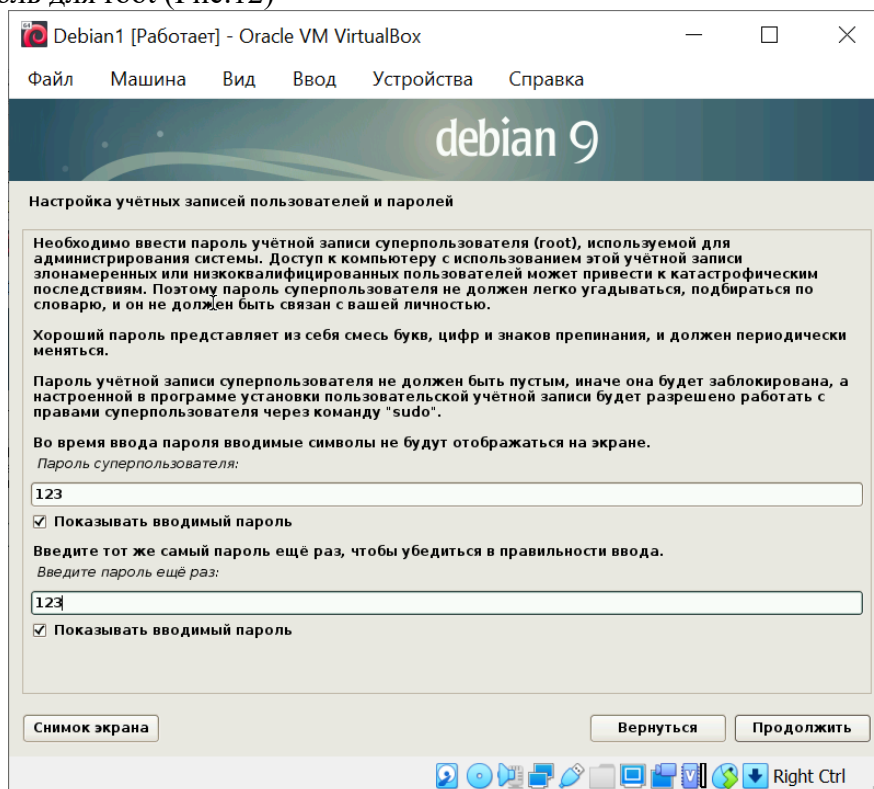 оль для root (Рис.12)
Debian1 [Работает] - Oracle VM VirtualBox
Файл Машина Вид Ввод Устройства Справка
debian 9
Настройка учётных записей пользователей и паролей
Необходимо ввести пароль учётной записи суперпользователя (root), используемой для
администрирования системы. Доступ к компьютеру с использованием этой учётной записи
злонамеренных или низкоквалифицированных пользователей может привести к катастрофическим
последствиям. Поэтому пароль суперпользователя не должен легко угадываться, подбираться по
словарю, и он не должен быть связан с вашей личностью.
Хороший пароль представляет из себя смесь букв, цифр и знаков препинания, и должен периодически
меняться.
Пароль учётной записи суперпользователя не должен быть пустым, иначе она будет заблокирована, а
настроенной в программе установки пользовательской учётной записи будет разрешено работать с
правами суперпользователя через команду "sudo".
Во время ввода пароля вводимые символы не будут отображаться на экране.
Пароль суперпользователя:
123
Показывать вводимый пароль
Введите тот же самый пароль ещё раз, чтобы убедиться в правильности ввода.
Введите пароль ещё раз:
123
Показывать вводимый пароль
Снимок экрана Вернуться Продолжить
Right Ctrl